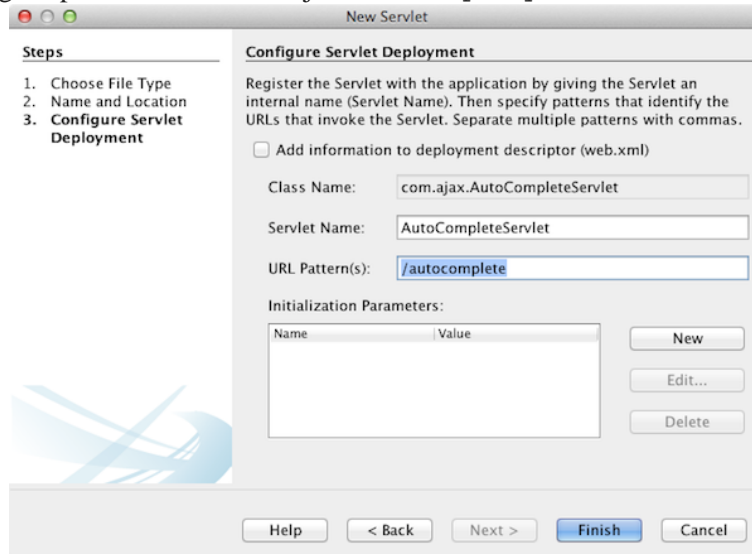 New Servlet
Steps
1. Choose File Type
2. Name and Location
3. Configure Servlet
Deployment
Configure Servlet Deployment
Register the Servlet with the application by giving the Servlet an
internal name (Servlet Name). Then specify patterns that identify the
URLs that invoke the Servlet. Separate multiple patterns with commas.
Add information to deployment descriptor (web.xml)
Class Name: com.ajax.AutoCompleteServlet
Servlet Name: AutoCompleteServlet
URL Pattern(s): /autocomplete
Initialization Parameters:
Name Value
New
Edit...
Delete
Help < Back Next > Finish Cancel